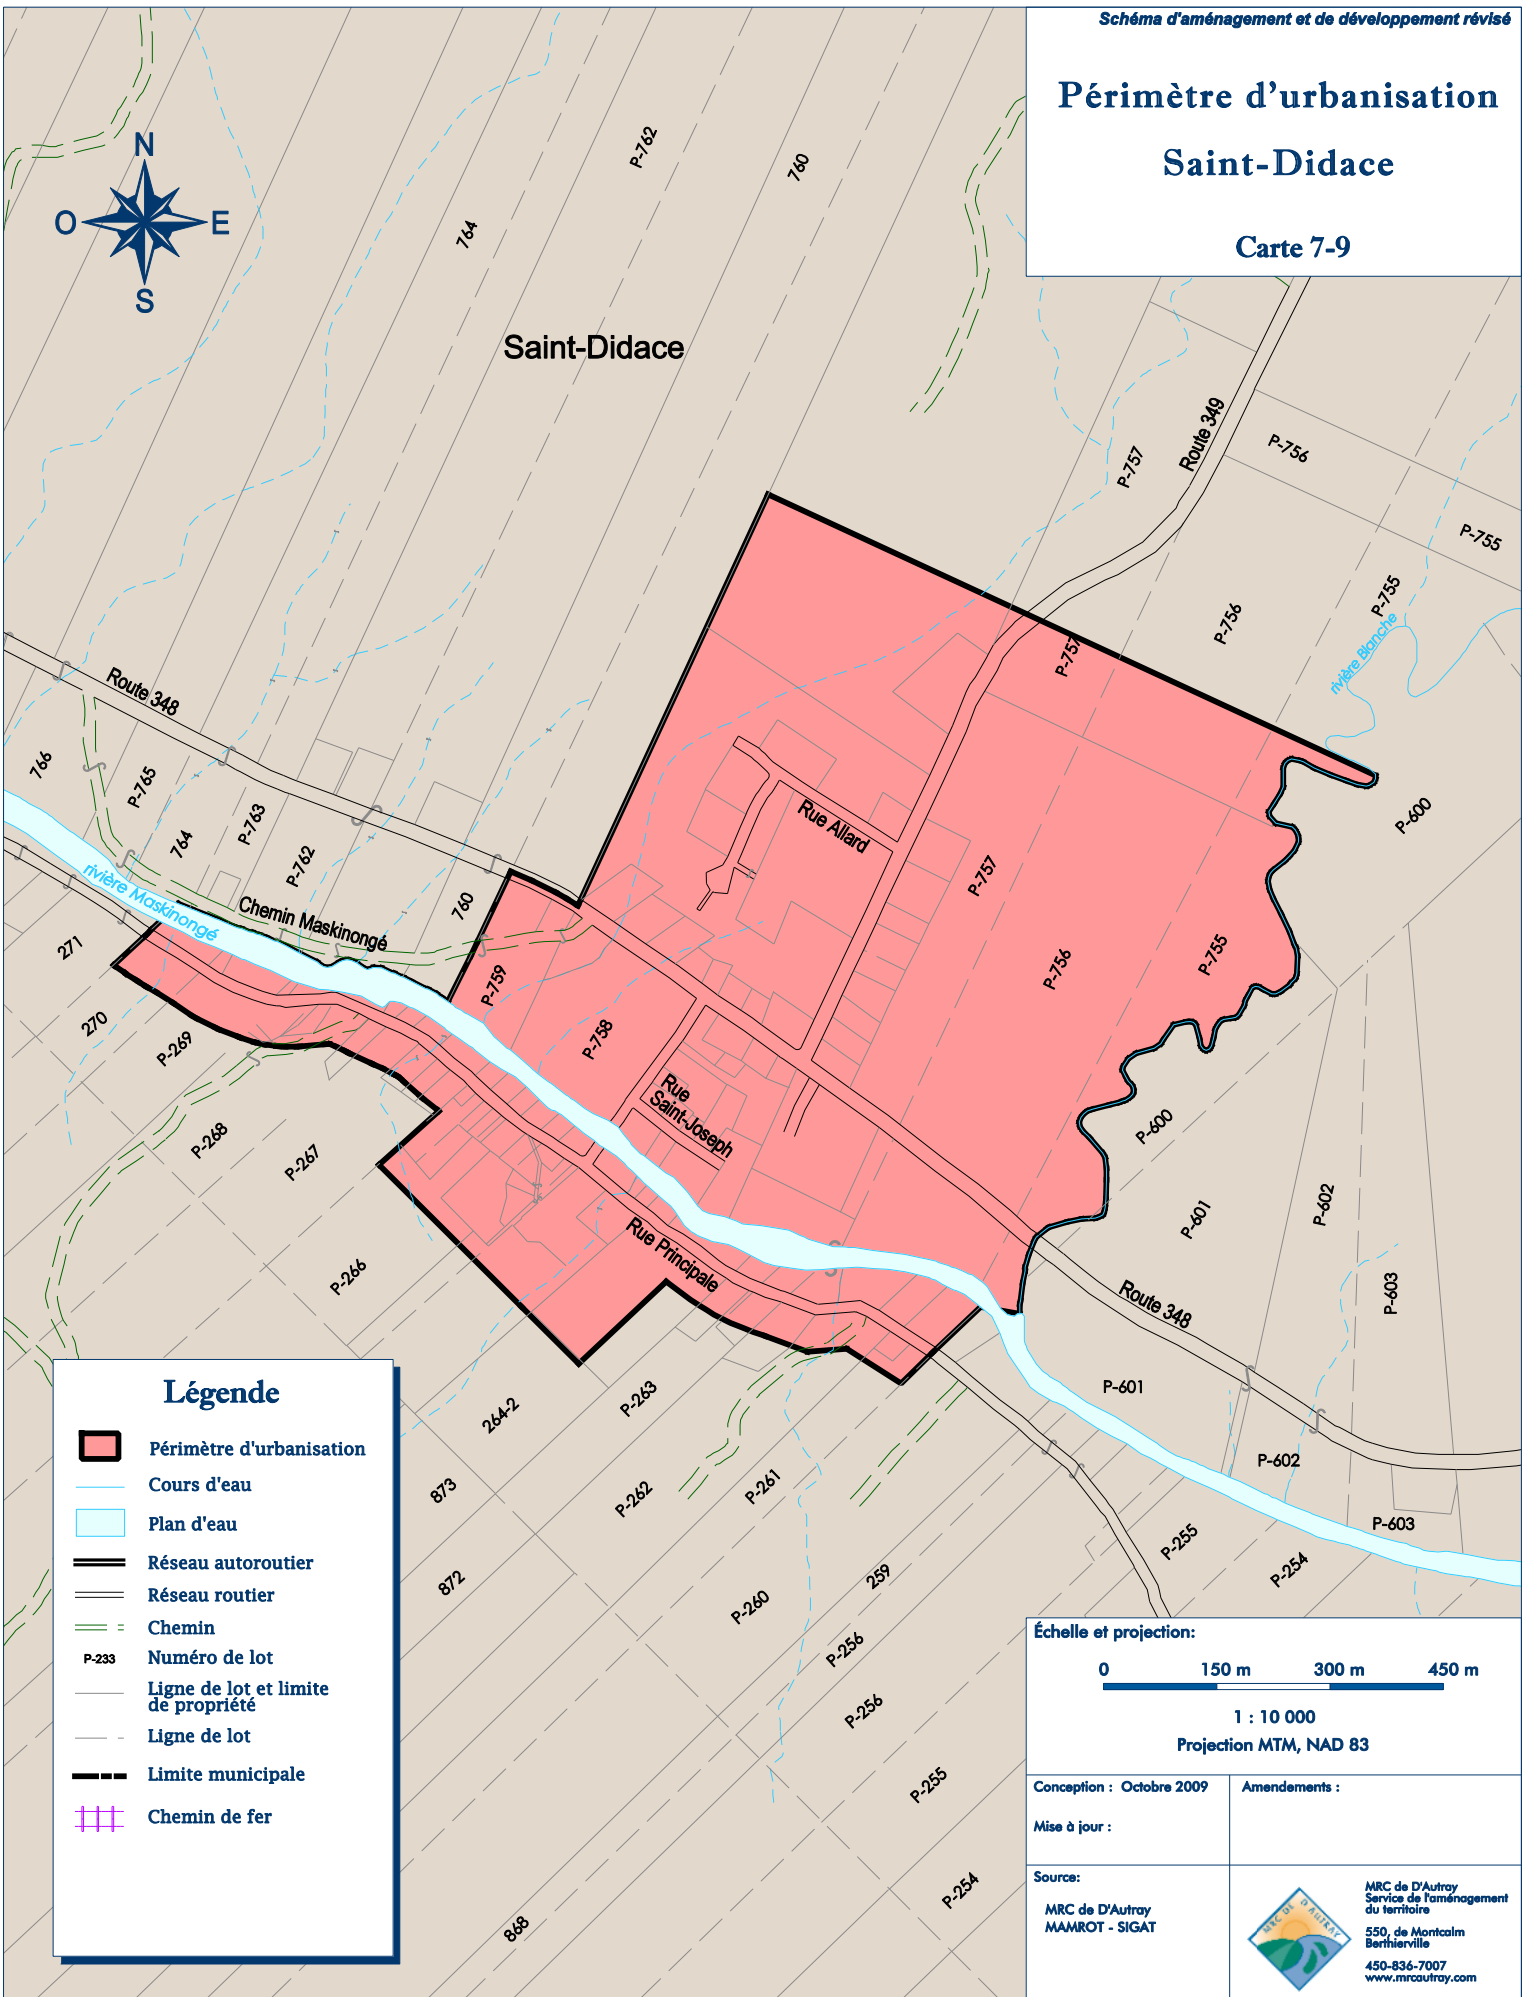 Schéma d'aménagement et de développement révisé
Périmètre d'urbanisation
Saint-Didace
Carte 7-9
N
O
E
S
P-762
760
764
Saint-Didace
Route 349
P-757
P-756
P-755
P-755
P-756
rivière Blanche
P-757
Route 348
766
P-765
764
P-763
P-762
760
Chemin Maskinongé
rivière Maskinongé
Rue Allard
P-757
P-600
P-756
P-755
P-759
P-758
271
270
P-269
P-268
P-267
P-266
Rue
Saint-Joseph
Rue Principale
P-600
P-601
P-602
P-603
Route 348
P-601
P-602
P-603
264-2
P-263
873
P-262
P-261
872
P-260
259
P-255
P-254
P-256
P-256
P-255
P-254
868
Légende
Périmètre d'urbanisation
Cours d'eau
Plan d'eau
Réseau autoroutier
Réseau routier
Chemin
P-233 Numéro de lot
Ligne de lot et limite
de propriété
Ligne de lot
Limite municipale
Chemin de fer
Échelle et projection:
0 150 m 300 m 450 m
1 : 10 000
Projection MTM, NAD 83
Conception : Octobre 2009
Mise à jour :
Amendements :
Source:
MRC de D'Autray
MAMROT - SIGAT
MRC DE D'AUTRAY
MRC de D'Autray
Service de l'aménagement
du territoire
550, de Montcalm
Berthierville
450-836-7007
www.mrcautray.com